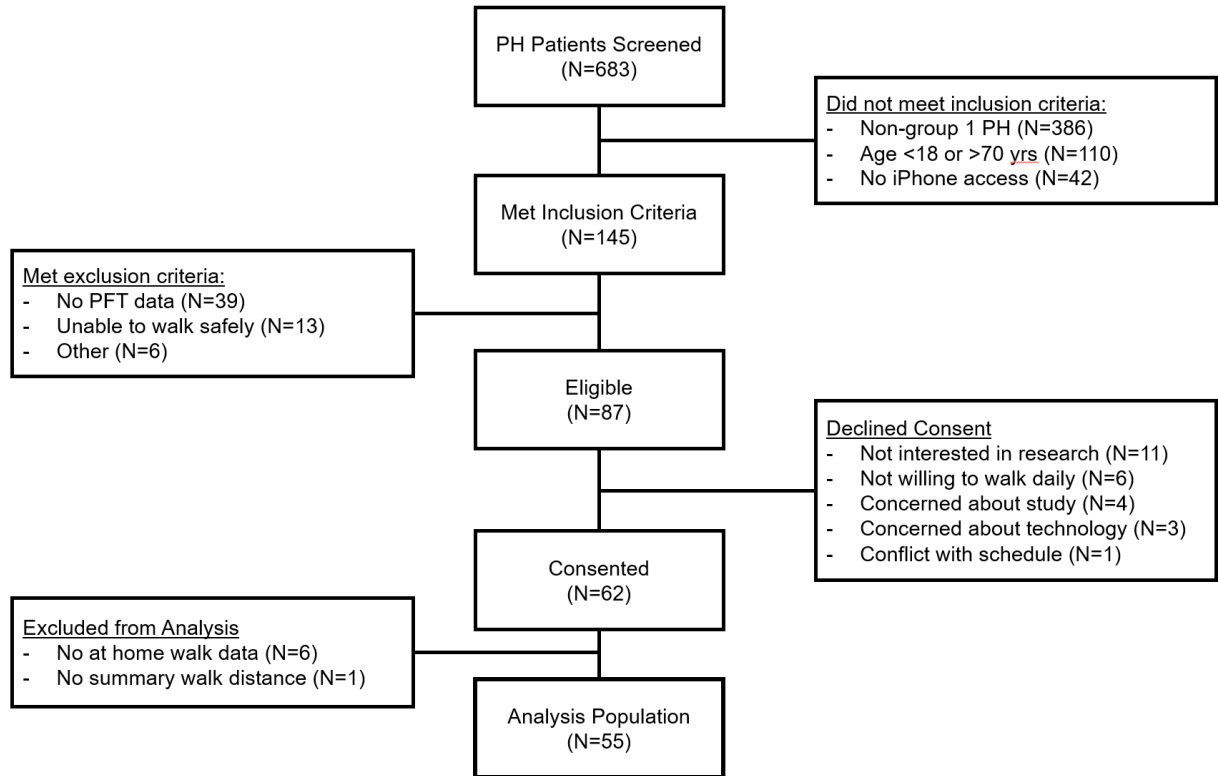 PH Patients Screened
(N=683)
Did not meet inclusion criteria:
- Non-group 1 PH (N=386)
- Age <18 or >70 yrs (N=110)
- No iPhone access (N=42)
Met Inclusion Criteria
(N=145)
Met exclusion criteria:
- No PFT data (N=39)
- Unable to walk safely (N=13)
- Other (N=6)
Eligible
(N=87)
Declined Consent
- Not interested in research (N=11)
- Not willing to walk daily (N=6)
- Concerned about study (N=4)
- Concerned about technology (N=3)
- Conflict with schedule (N=1)
Consented
(N=62)
Excluded from Analysis
- No at home walk data (N=6)
- No summary walk distance (N=1)
Analysis Population
(N=55)